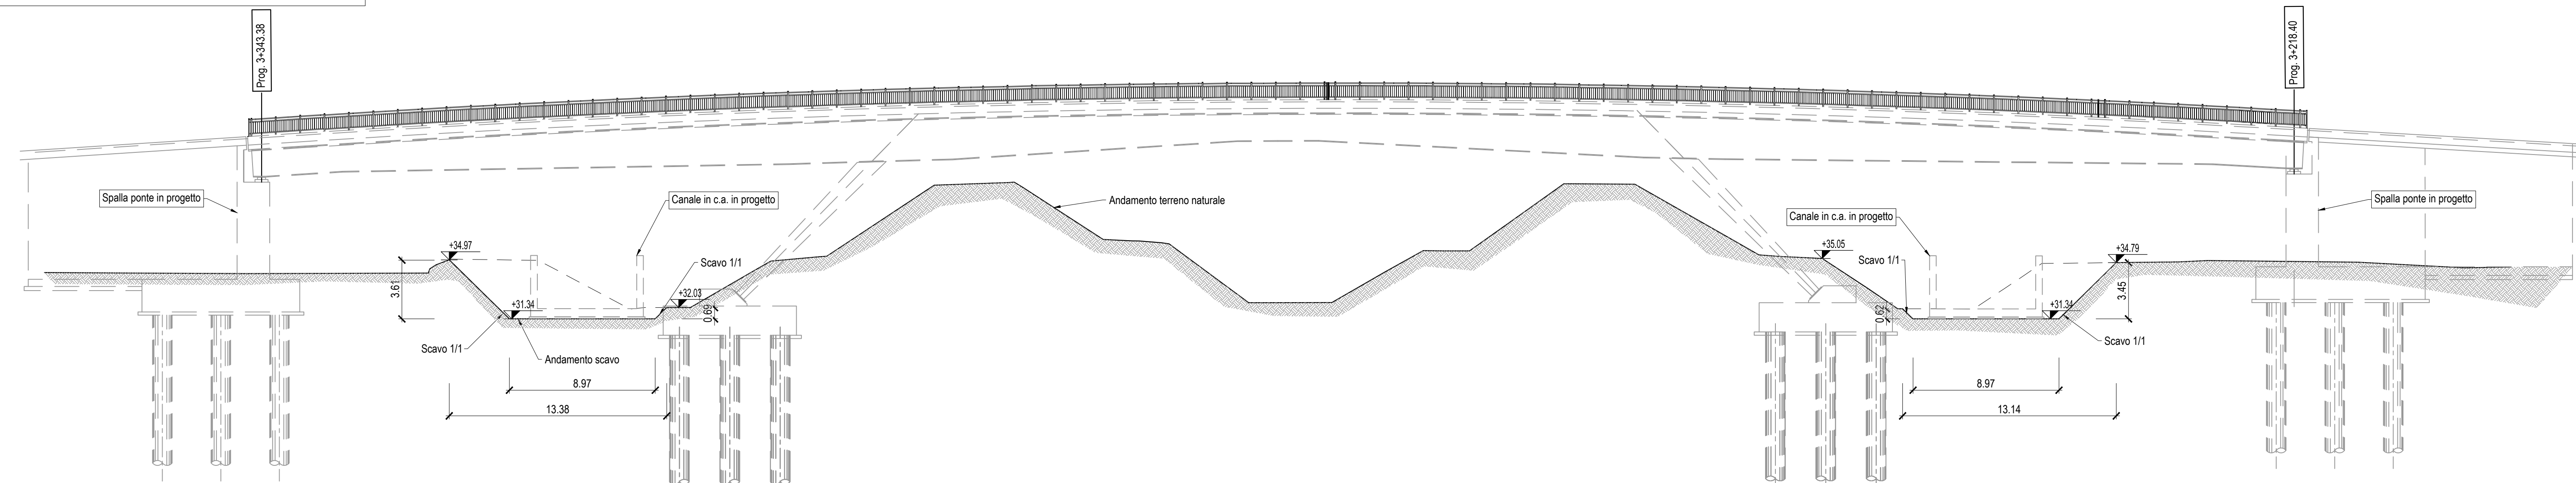 Prog. 3+343.38
Prog. 3+218.40
Spalla ponte in progetto
Canale in c.a. in progetto
Andamento terreno naturale
Canale in c.a. in progetto
Spalla ponte in progetto
+34.97
Scavo 1/1
+35.05
Scavo 1/1
+34.79
3.61
+31.34
+32.03
0.69
0.62
+31.34
3.45
Scavo 1/1
Andamento scavo
Scavo 1/1
8.97
8.97
13.38
13.14